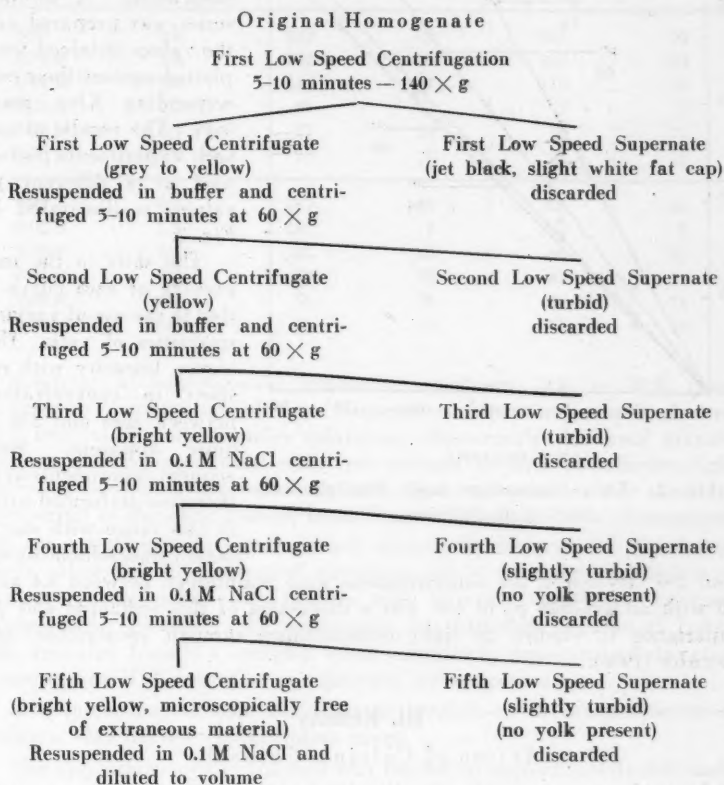 Original Homogenate
First Low Speed Centrifugation
5-10 minutes — 140 × g
First Low Speed Centrifugate
(grey to yellow)
Resuspended in buffer and centri-
fuged 5-10 minutes at 60 × g
First Low Speed Supernate
(jet black, slight white fat cap)
discarded
Second Low Speed Centrifugate
(yellow)
Resuspended in buffer and centri-
fuged 5-10 minutes at 60 × g
Second Low Speed Supernate
(turbid)
discarded
Third Low Speed Centrifugate
(bright yellow)
Resuspended in 0.1 M NaCl centri-
fuged 5-10 minutes at 60 × g
Third Low Speed Supernate
(turbid)
discarded
Fourth Low Speed Centrifugate
(bright yellow)
Resuspended in 0.1 M NaCl centri-
fuged 5-10 minutes at 60 × g
Fourth Low Speed Supernate
(slightly turbid)
(no yolk present)
discarded
Fifth Low Speed Centrifugate
(bright yellow, microscopically free
of extraneous material)
Resuspended in 0.1 M NaCl and
diluted to volume
Fifth Low Speed Supernate
(slightly turbid)
(no yolk present)
discarded